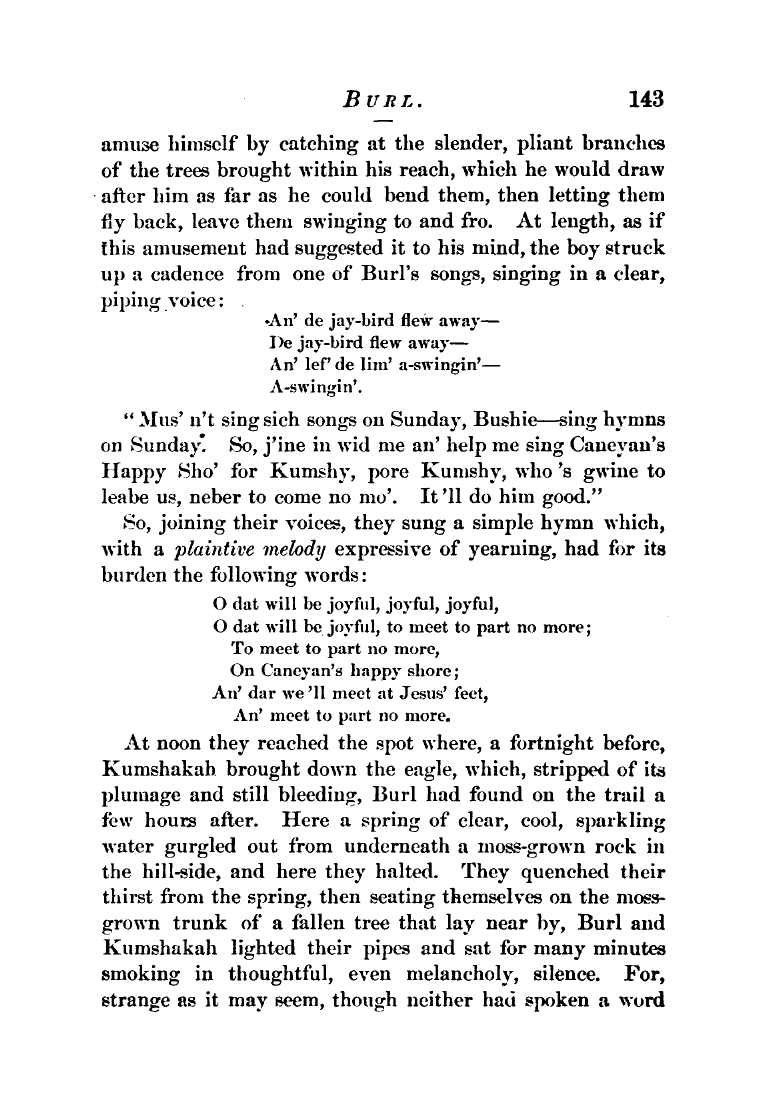 BURL. 143
amuse himself by catching at the slender, pliant branches
of the trees brought within his reach, which he would draw
after him as far as he could bend them, then letting them
fly back, leave them swinging to and fro. At length, as if
this amusement had suggested it to his mind, the boy struck
up a cadence from one of Burl's songs, singing in a clear,
piping voice:
An' de jay-bird flew away—
De jay-bird flew away—
An' lef' de lim' a-swingin'—
A-swingin'.
“Mus' n't sing sich songs on Sunday, Bushie—sing hymns
on Sunday. So, j'ine in wid me an' help me sing Caneyan's
Happy Sho' for Kumshy, pore Kumshy, who 's gwine to
leabe us, neber to come no mo'. It 'll do him good.”
So, joining their voices, they sung a simple hymn which,
with a plaintive melody expressive of yearning, had for its
burden the following words:
O dat will be joyful, joyful, joyful,
O dat will be joyful, to meet to part no more;
To meet to part no more,
On Caneyan's happy shore;
An' dar we 'll meet at Jesus' feet,
An' meet to part no more.
At noon they reached the spot where, a fortnight before,
Kumshakah brought down the eagle, which, stripped of its
plumage and still bleeding, Burl had found on the trail a
few hours after. Here a spring of clear, cool, sparkling
water gurgled out from underneath a moss-grown rock in
the hill-side, and here they halted. They quenched their
thirst from the spring, then seating themselves on the moss-
grown trunk of a fallen tree that lay near by, Burl and
Kumshakah lighted their pipes and sat for many minutes
smoking in thoughtful, even melancholy, silence. For,
strange as it may seem, though neither had spoken a word